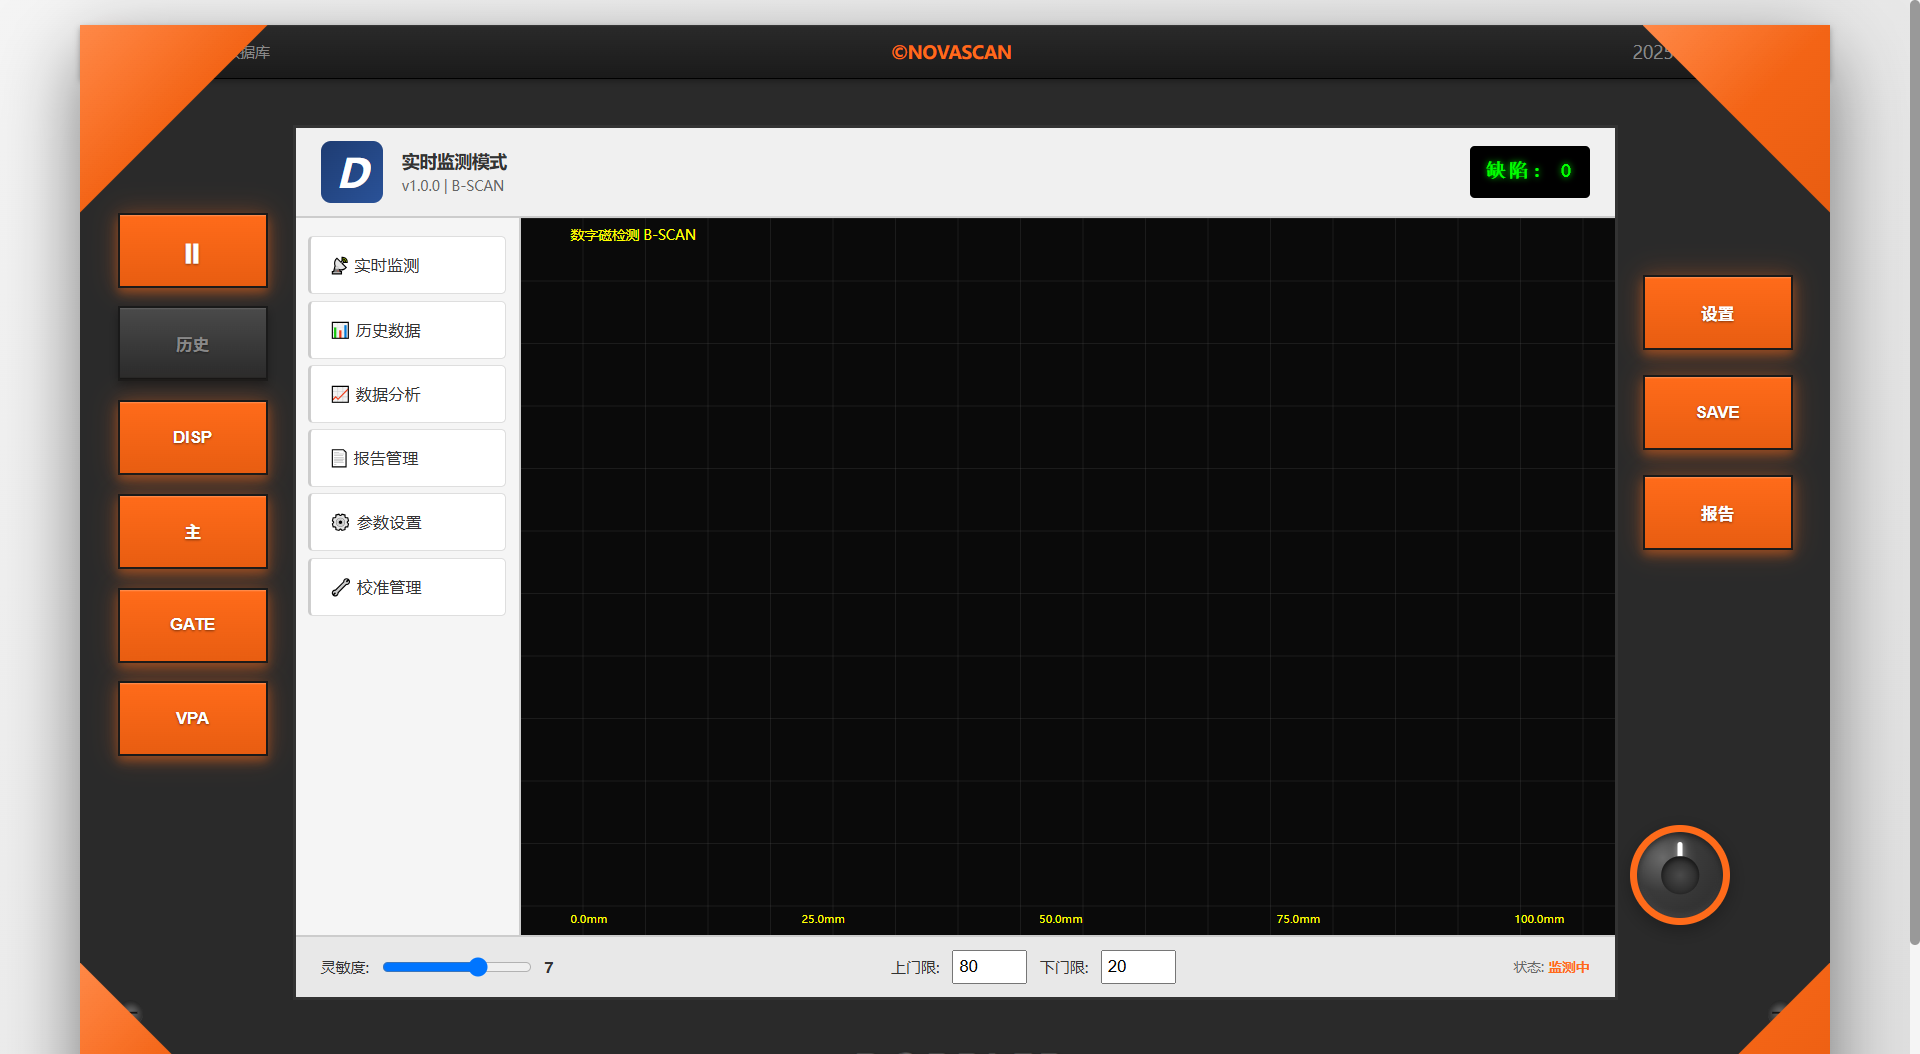 据库
©NOVASCAN
2025
D
实时监测模式
v1.0.0 | B-SCAN
缺陷: 0
历史
DISP
主
GATE
VPA
实时监测
历史数据
数据分析
报告管理
参数设置
校准管理
数字磁检测 B-SCAN
0.0mm 25.0mm 50.0mm 75.0mm 100.0mm
设置
SAVE
报告
灵敏度: 7
上门限: 80 下门限: 20
状态: 监测中